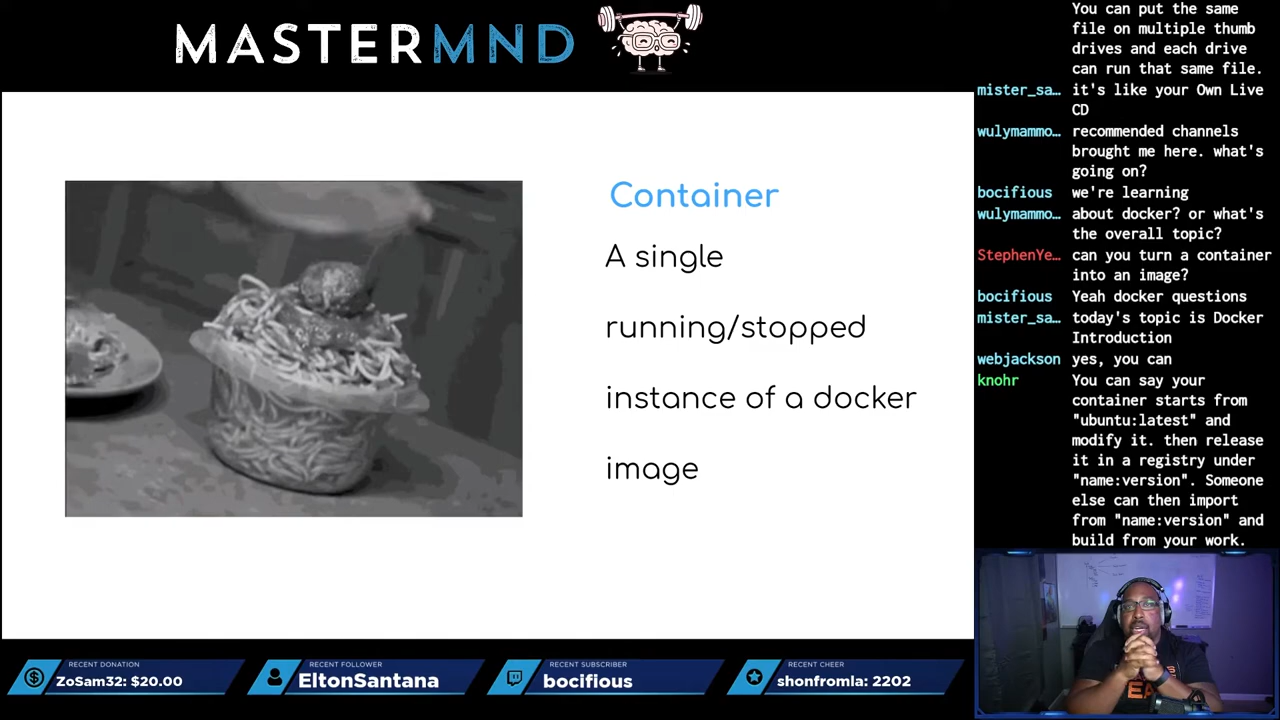 MASTERMND
Container
A single
running/stopped
instance of a docker
image
You can put the same
file on multiple thumb
drives and each drive
can run that same file.
mister_sa… it's like your Own Live
CD
wulymammo… recommended channels
brought me here. what's
going on?
bocifious we're learning
wulymammo… about docker? or what's
the overall topic?
StephenYe… can you turn a container
into an image?
bocifious Yeah docker questions
mister_sa… today's topic is Docker
Introduction
webjackson yes, you can
knohr You can say your
container starts from
"ubuntu:latest" and
modify it. then release
it in a registry under
"name:version". Someone
else can then import
from "name:version" and
build from your work.
RECENT DONATION
ZoSam32: $20.00
RECENT FOLLOWER
EltonSantana
RECENT SUBSCRIBER
bocifious
RECENT CHEER
shonfromla: 2202